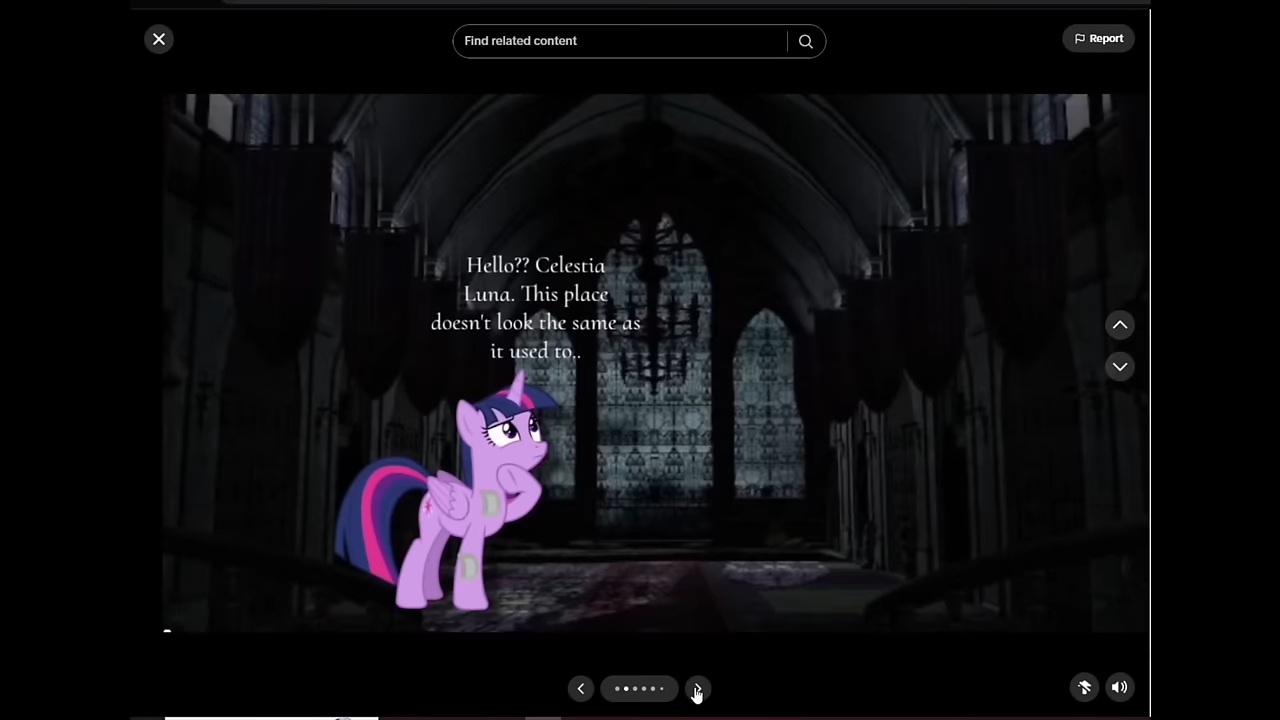 Find related content
Report
Hello?? Celestia
Luna. This place
doesn't look the same as
it used to..